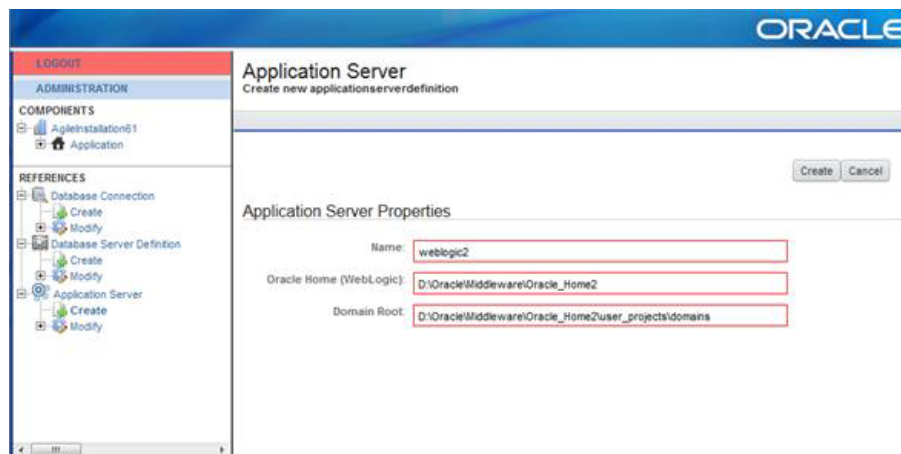 ORACLE
LOGOUT
ADMINISTRATION
COMPONENTS
AgileInstallation61
Application
REFERENCES
Database Connection
Create
Modify
Database Server Definition
Create
Modify
Application Server
Create
Modify
Application Server
Create new applicationserverdefinition
Create Cancel
Application Server Properties
Name: weblogic2
Oracle Home (WebLogic): D:\Oracle\Middleware\Oracle_Home2
Domain Root: D:\Oracle\Middleware\Oracle_Home2\user_projects\domains